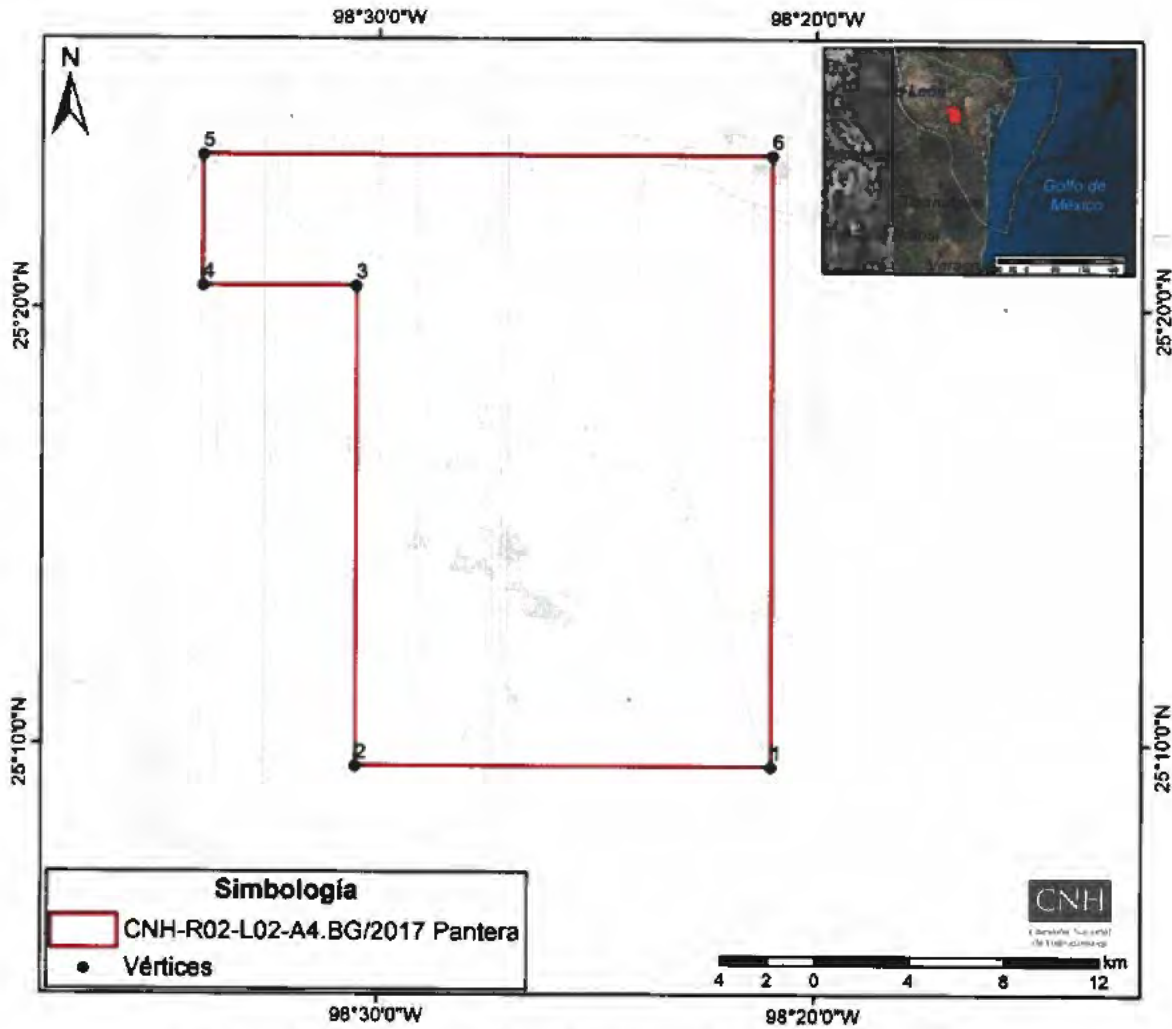 98°30'0"W
98°20'0"W
N
5
6
4
3
25°20'0"N
25°20'0"N
Golfo de
México
2
1
25°10'0"N
25°10'0"N
Simbología
CNH-R02-L02-A4.BG/2017 Pantera
Vértices
CNH
km
4 2 0 4 8 12
98°30'0"W
98°20'0"W